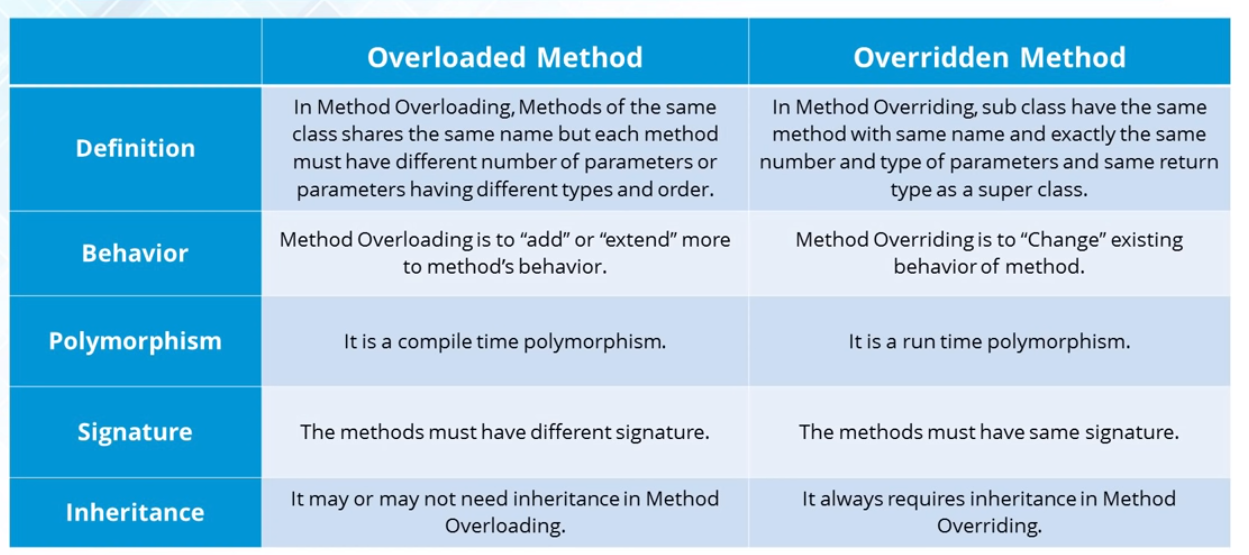 Overloaded Method
Overridden Method
Definition
In Method Overloading, Methods of the same
class shares the same name but each method
must have different number of parameters or
parameters having different types and order.
In Method Overriding, sub class have the same
method with same name and exactly the same
number and type of parameters and same return
type as a super class.
Behavior
Method Overloading is to “add” or “extend” more
to method’s behavior.
Method Overriding is to “Change” existing
behavior of method.
Polymorphism
It is a compile time polymorphism.
It is a run time polymorphism.
Signature
The methods must have different signature.
The methods must have same signature.
Inheritance
It may or may not need inheritance in Method
Overloading.
It always requires inheritance in Method
Overriding.